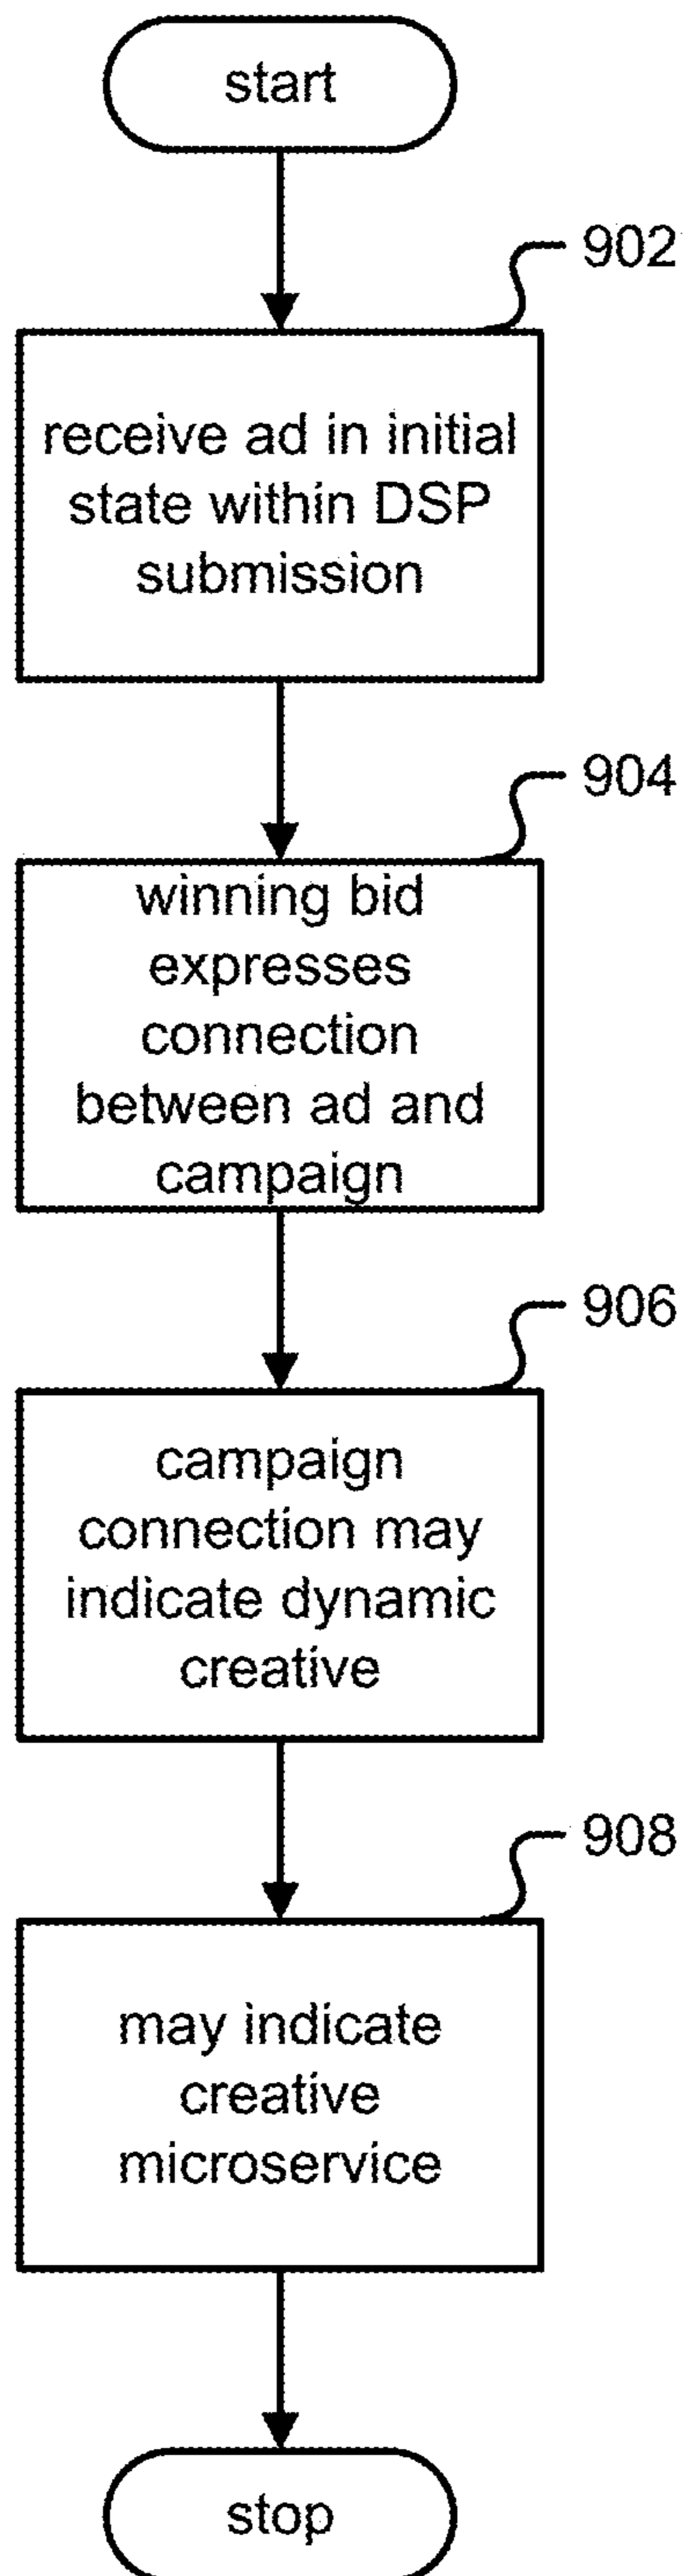 start
902
receive ad in initial
state within DSP
submission
904
winning bid
expresses
connection
between ad and
campaign
906
campaign
connection may
indicate dynamic
creative
908
may indicate
creative
microservice
stop